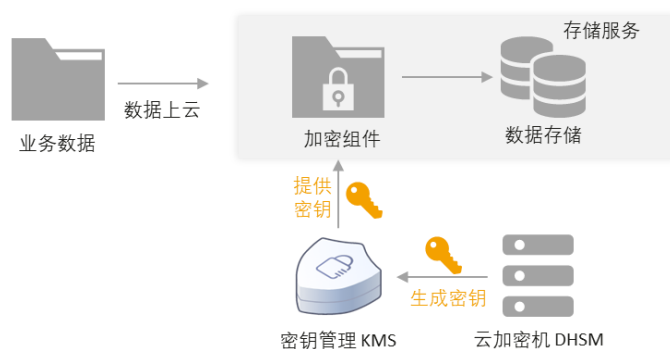 存储服务
数据上云
业务数据
加密组件
数据存储
提供
密钥
生成密钥
密钥管理 KMS
云加密机 DHSM